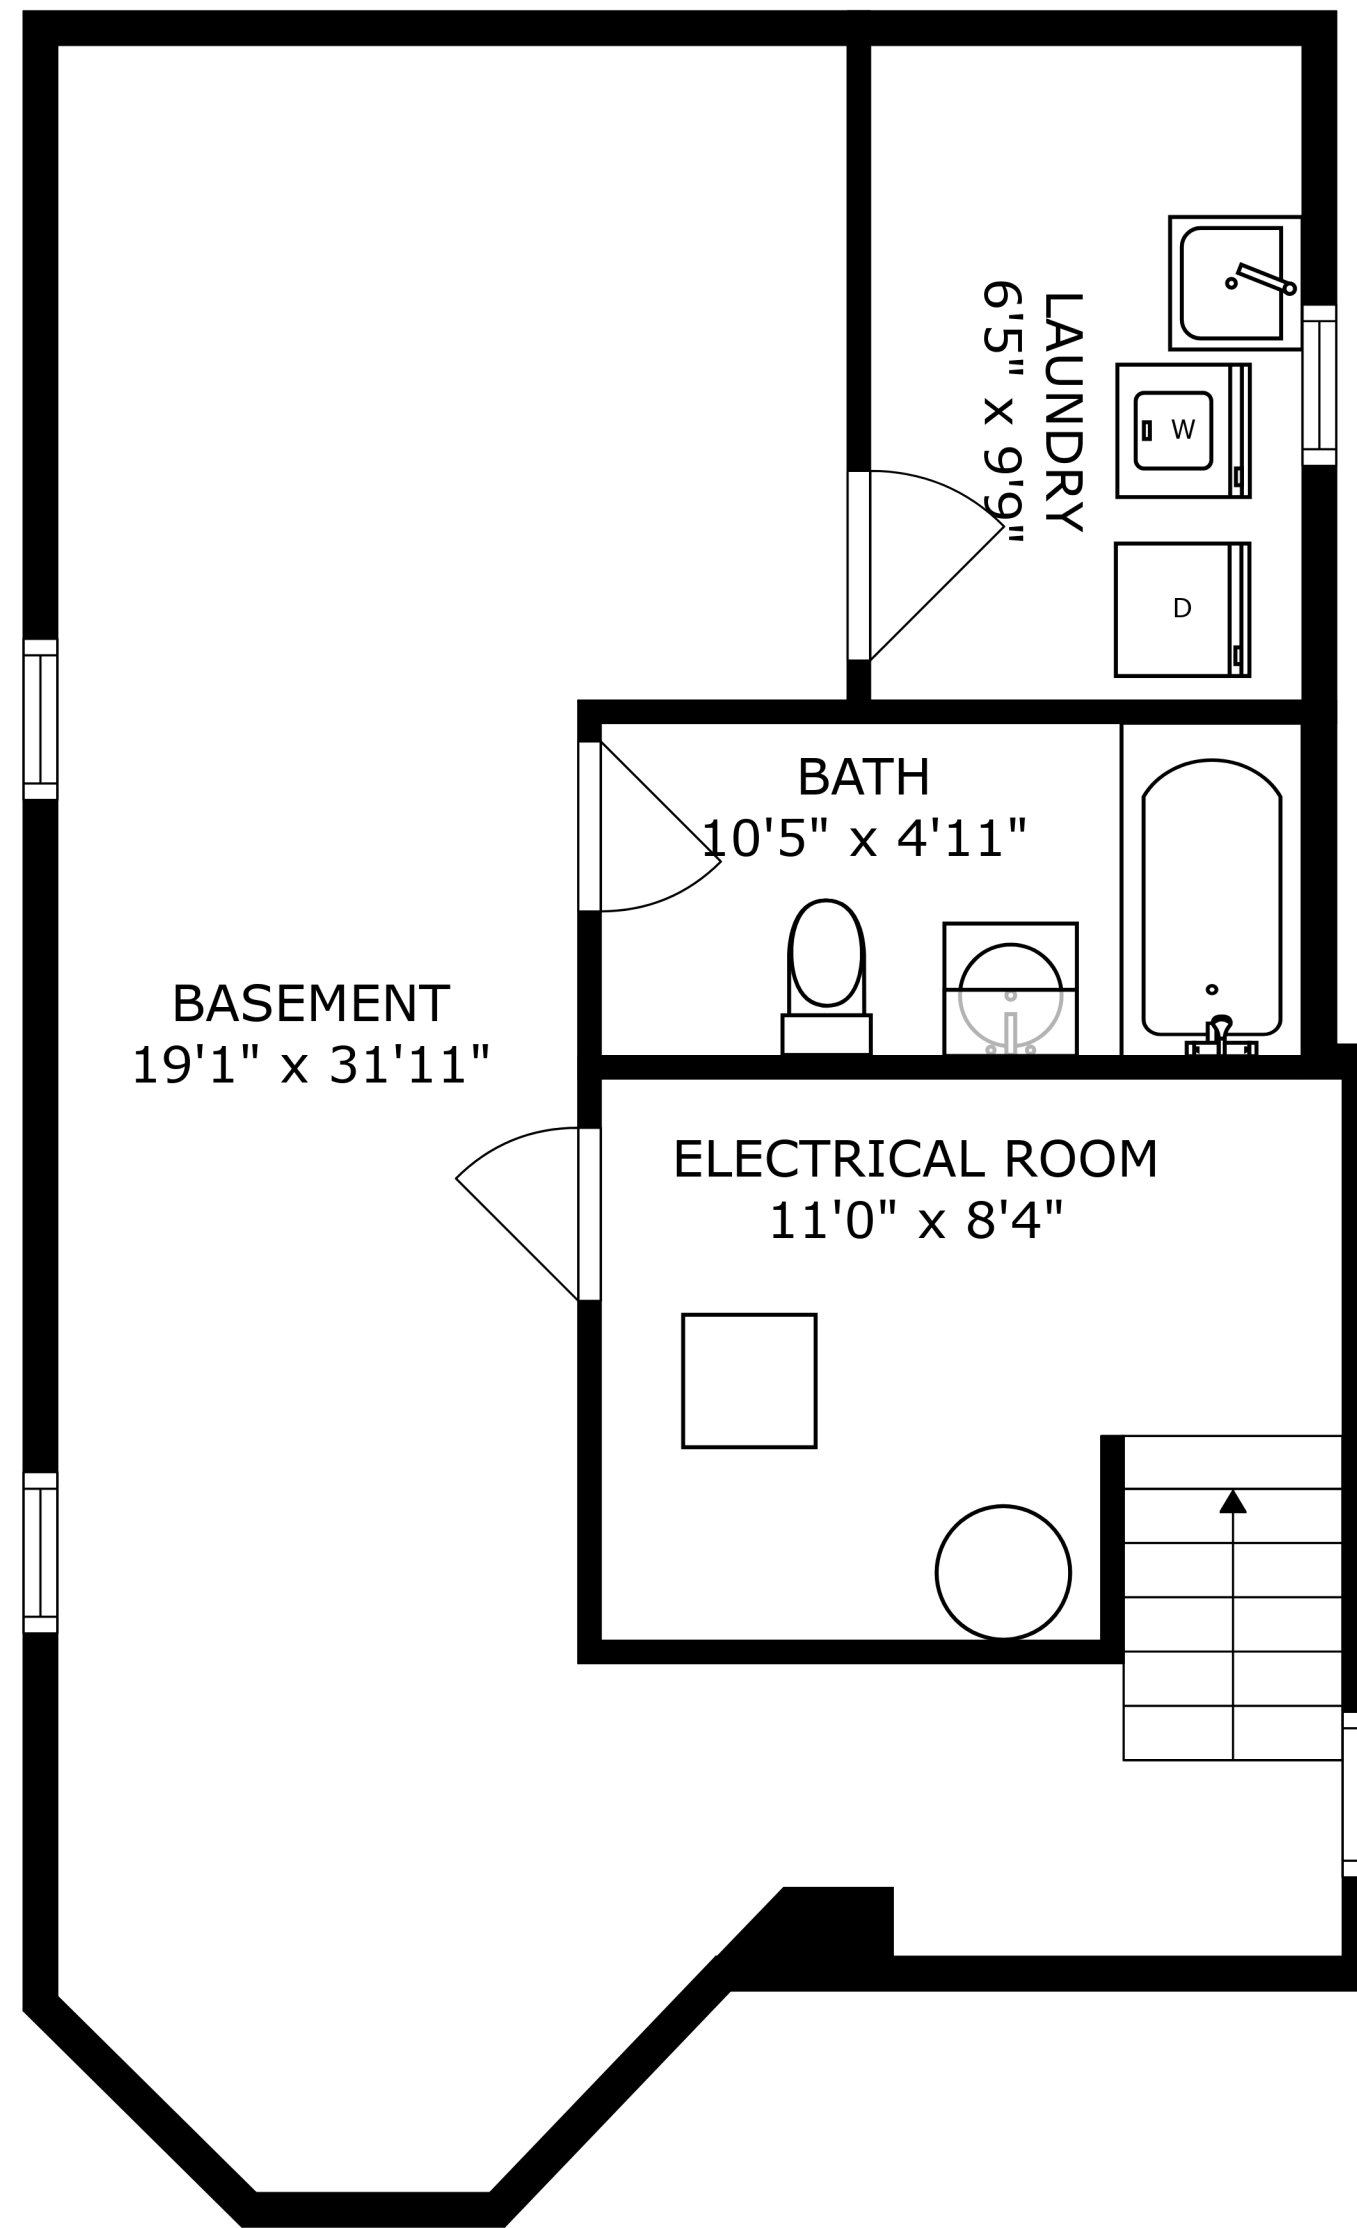 LAUNDRY
6'5" x 9'9"
W
D
BATH
10'5" x 4'11"
BASEMENT
19'1" x 31'11"
ELECTRICAL ROOM
11'0" x 8'4"